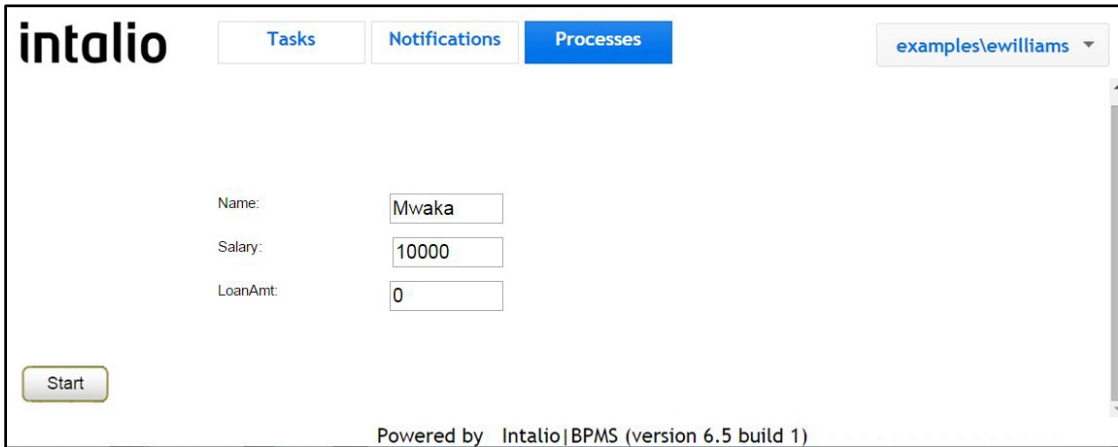 intalio Tasks Notifications Processes examples\ewilliams
Name: Mwaka
Salary: 10000
LoanAmt: 0
Start
Powered by Intalio|BPMS (version 6.5 build 1)